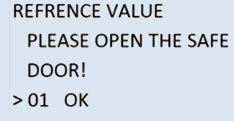 REFRENCE VALUE
PLEASE OPEN THE SAFE
DOOR!
> 01 OK